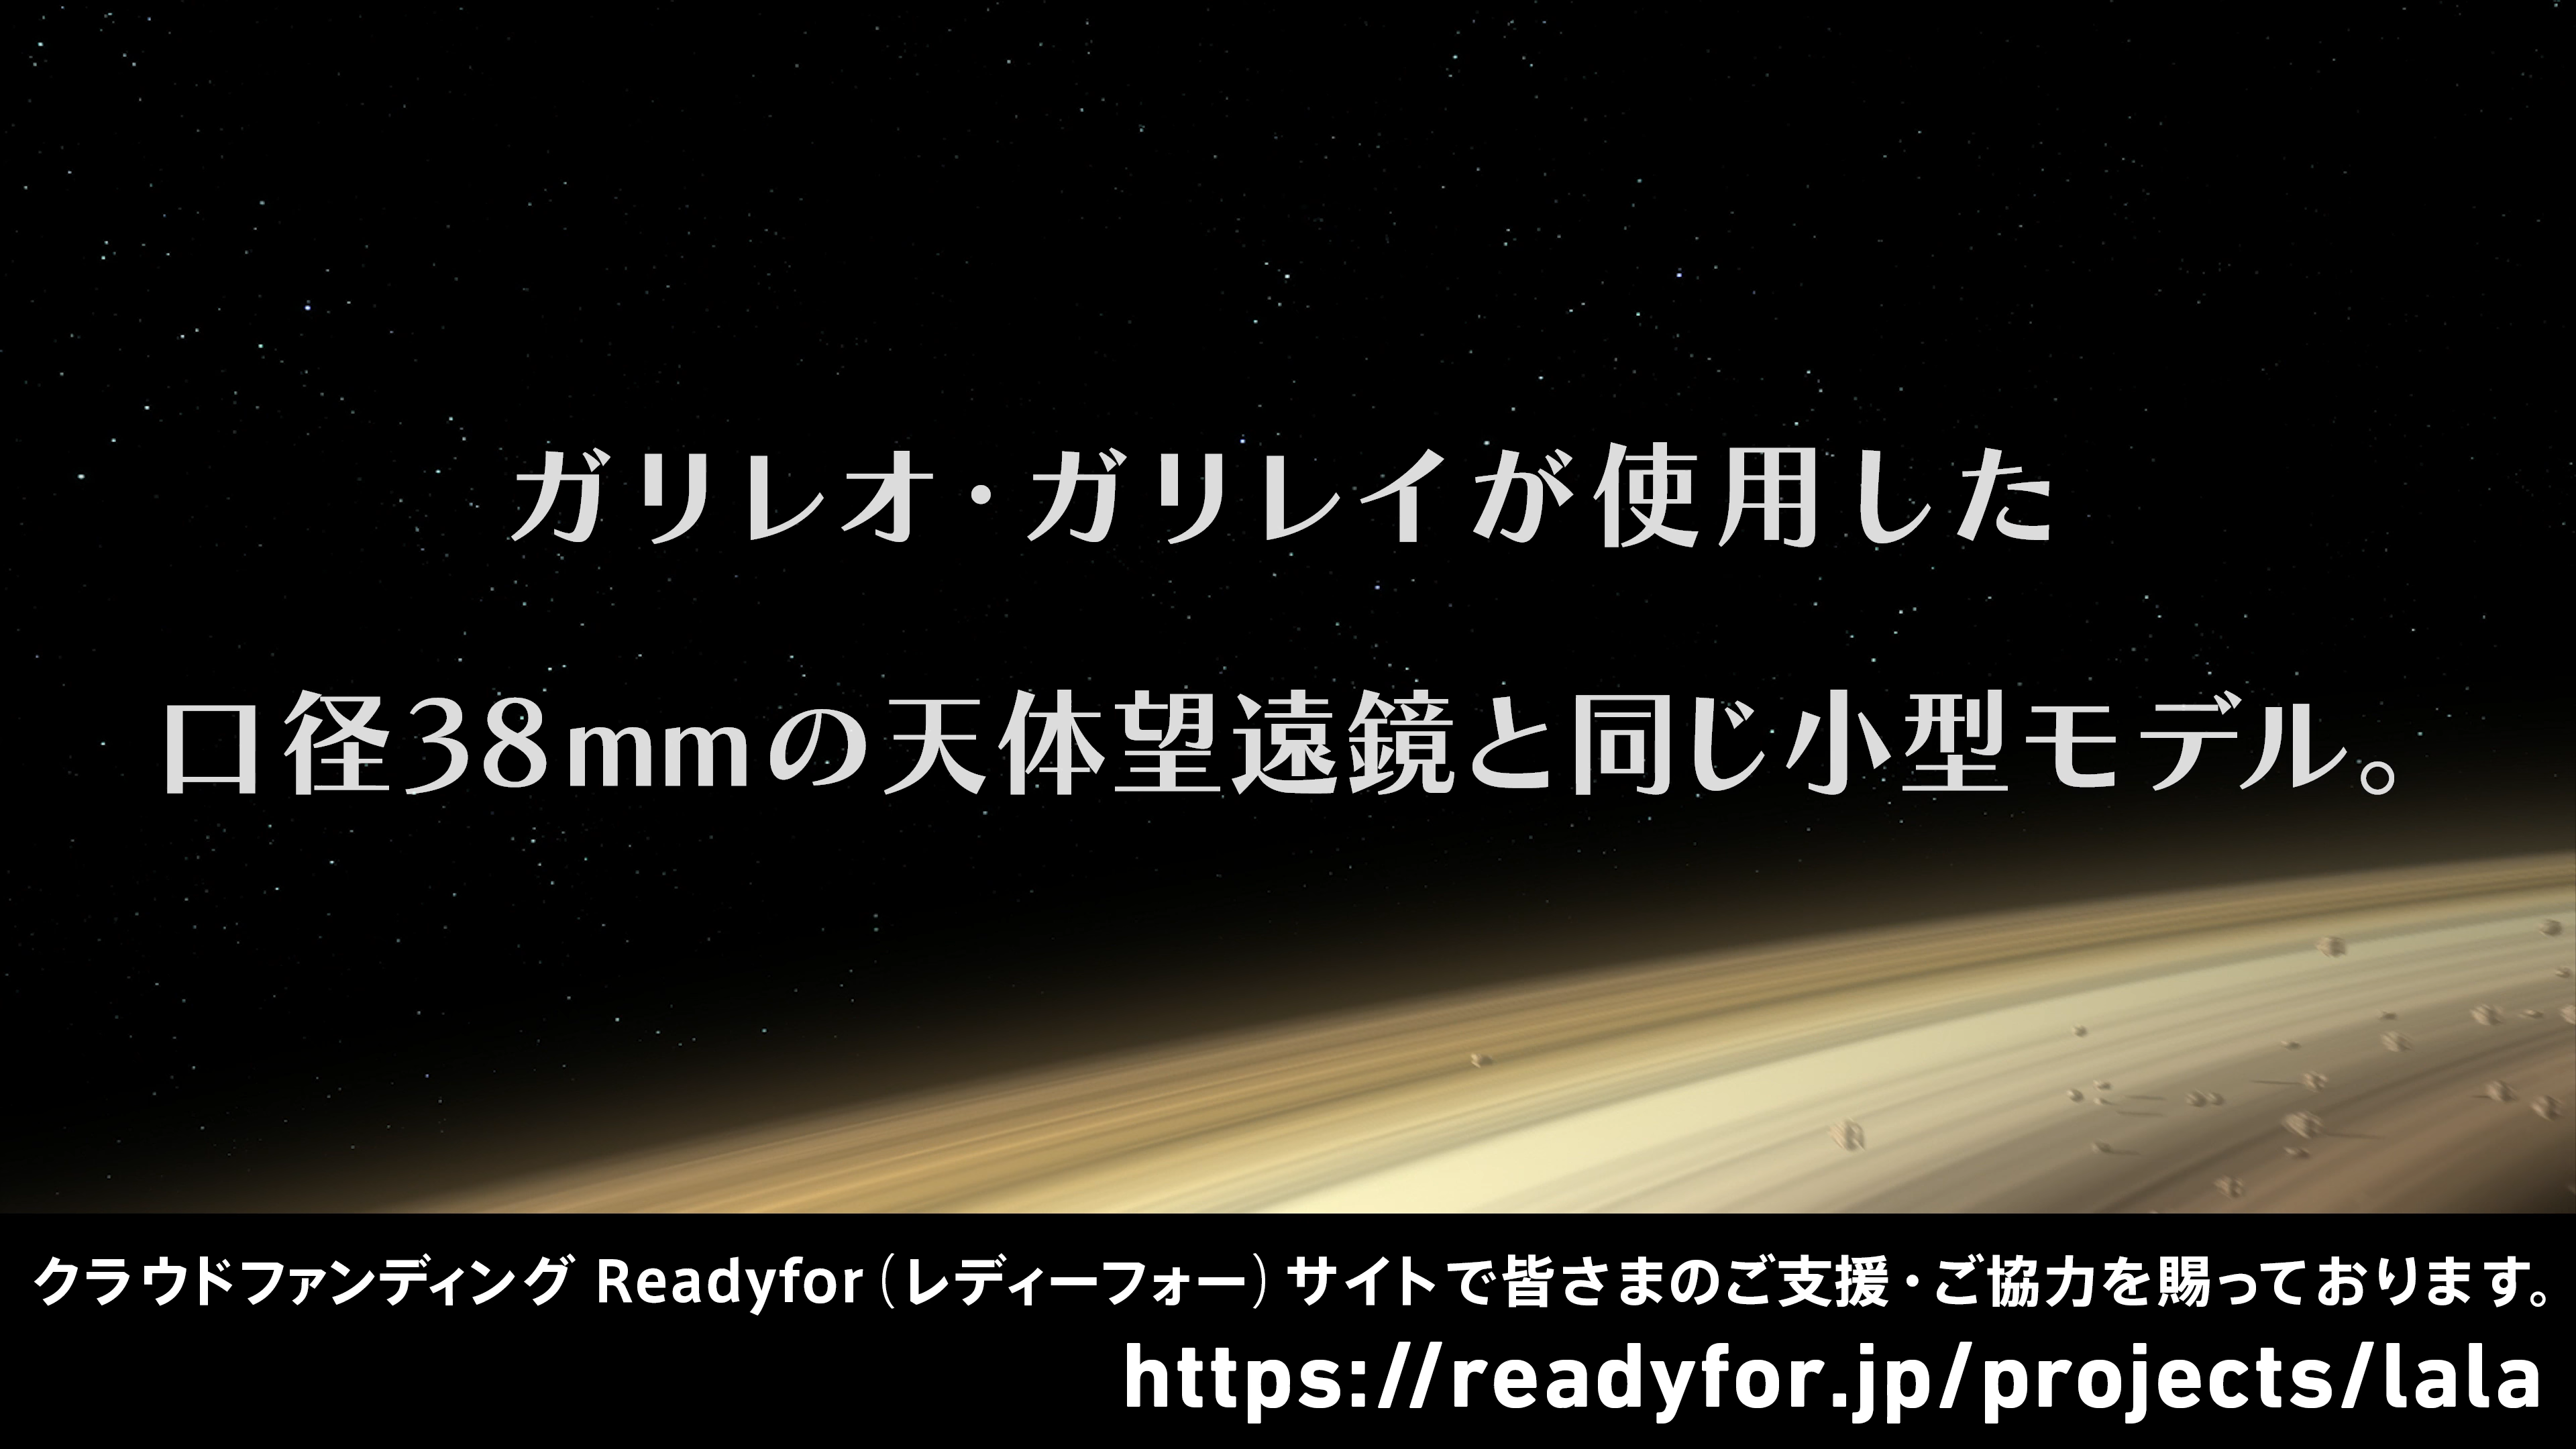 ガリレオ・ガリレイが使用した
口径38mmの天体望遠鏡と同じ小型モデル。
クラウドファンディング Readyfor（レディーフォー）サイトで皆さまのご支援・ご協力を賜っております。
https://readyfor.jp/projects/lala